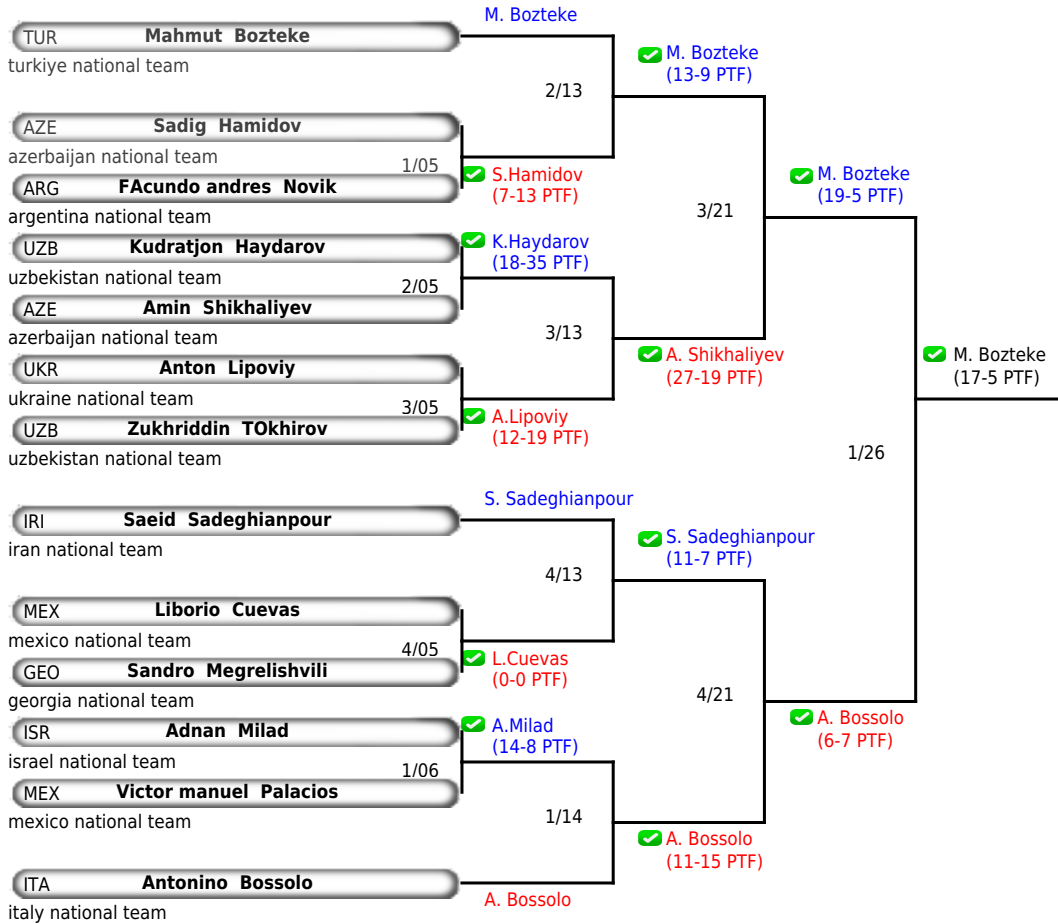 M. Bozteke
TUR Mahmut Bozteke
turkiye national team
M. Bozteke
(13-9 PTF)
2/13
AZE Sadig Hamidov
azerbaijan national team
1/05
S.Hamidov
(7-13 PTF)
ARG FAcundo andres Novik
argentina national team
M. Bozteke
(19-5 PTF)
3/21
UZB Kudratjon Haydarov
uzbekistan national team
K.Haydarov
(18-35 PTF)
2/05
AZE Amin Shikhaliyev
azerbaijan national team
3/13
A. Shikhaliyev
(27-19 PTF)
M. Bozteke
(17-5 PTF)
UKR Anton Lipoviy
ukraine national team
3/05
A.Lipoviy
(12-19 PTF)
UZB Zukhriddin TOkhirov
uzbekistan national team
1/26
S. Sadeghianpour
IRI Saeid Sadeghianpour
iran national team
S. Sadeghianpour
(11-7 PTF)
4/13
MEX Liborio Cuevas
mexico national team
4/05
L.Cuevas
(0-0 PTF)
GEO Sandro Megrelishvili
georgia national team
4/21
A. Bossolo
(6-7 PTF)
ISR Adnan Milad
israel national team
A.Milad
(14-8 PTF)
1/06
MEX Victor manuel Palacios
mexico national team
1/14
A. Bossolo
(11-15 PTF)
ITA Antonino Bossolo
italy national team
A. Bossolo